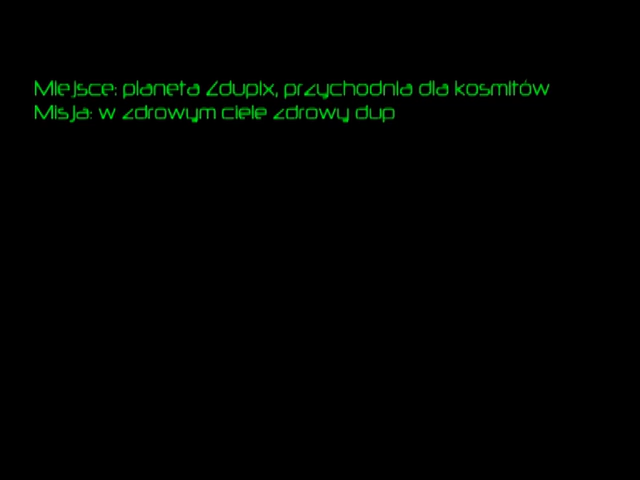 Miejsce: planeta Zdupix, przychodnia dla kosmitów
Misja: w zdrowym ciele zdrowy dup